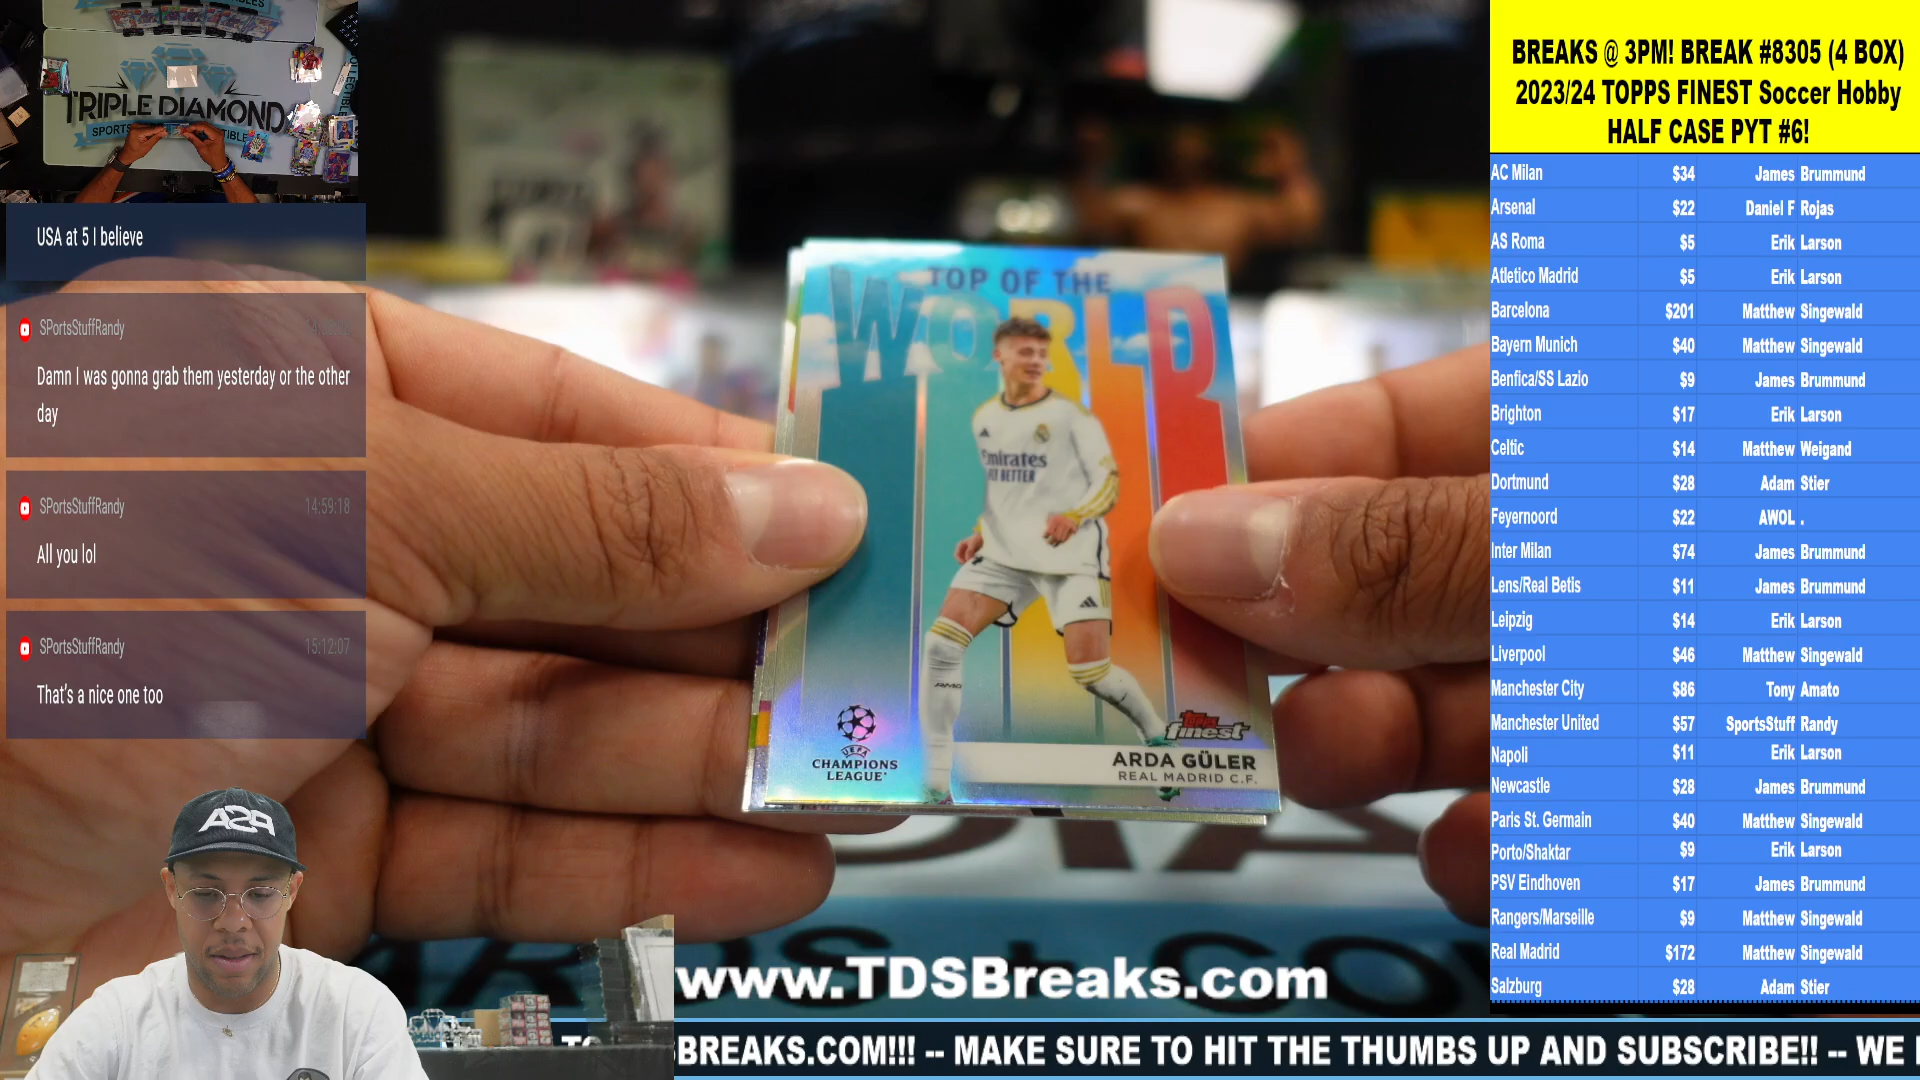 TRIPLE DIAMOND
SPORTS
USA at 5 I believe
SPortsStuffRandy
Damn I was gonna grab them yesterday or the other
day
SPortsStuffRandy 14:59:18
All you lol
SPortsStuffRandy 15:12:07
That's a nice one too
A2A
TOP OF THE
WORLD
Emirates
FLY BETTER
UEFA
CHAMPIONS
LEAGUE
Topps
finest
ARDA GÜLER
REAL MADRID C.F.
www.TDSBreaks.com
SBREAKS.COM!!! -- MAKE SURE TO HIT THE THUMBS UP AND SUBSCRIBE!! -- WE
BREAKS @ 3PM! BREAK #8305 (4 BOX)
2023/24 TOPPS FINEST Soccer Hobby
HALF CASE PYT #6!
AC Milan $34 James Brummund
Arsenal $22 Daniel F Rojas
AS Roma $5 Erik Larson
Atletico Madrid $5 Erik Larson
Barcelona $201 Matthew Singewald
Bayern Munich $40 Matthew Singewald
Benfica/SS Lazio $9 James Brummund
Brighton $17 Erik Larson
Celtic $14 Matthew Weigand
Dortmund $28 Adam Stier
Feyernoord $22 AWOL .
Inter Milan $74 James Brummund
Lens/Real Betis $11 James Brummund
Leipzig $14 Erik Larson
Liverpool $46 Matthew Singewald
Manchester City $86 Tony Amato
Manchester United $57 SportsStuff Randy
Napoli $11 Erik Larson
Newcastle $28 James Brummund
Paris St. Germain $40 Matthew Singewald
Porto/Shaktar $9 Erik Larson
PSV Eindhoven $17 James Brummund
Rangers/Marseille $9 Matthew Singewald
Real Madrid $172 Matthew Singewald
Salzburg $28 Adam Stier